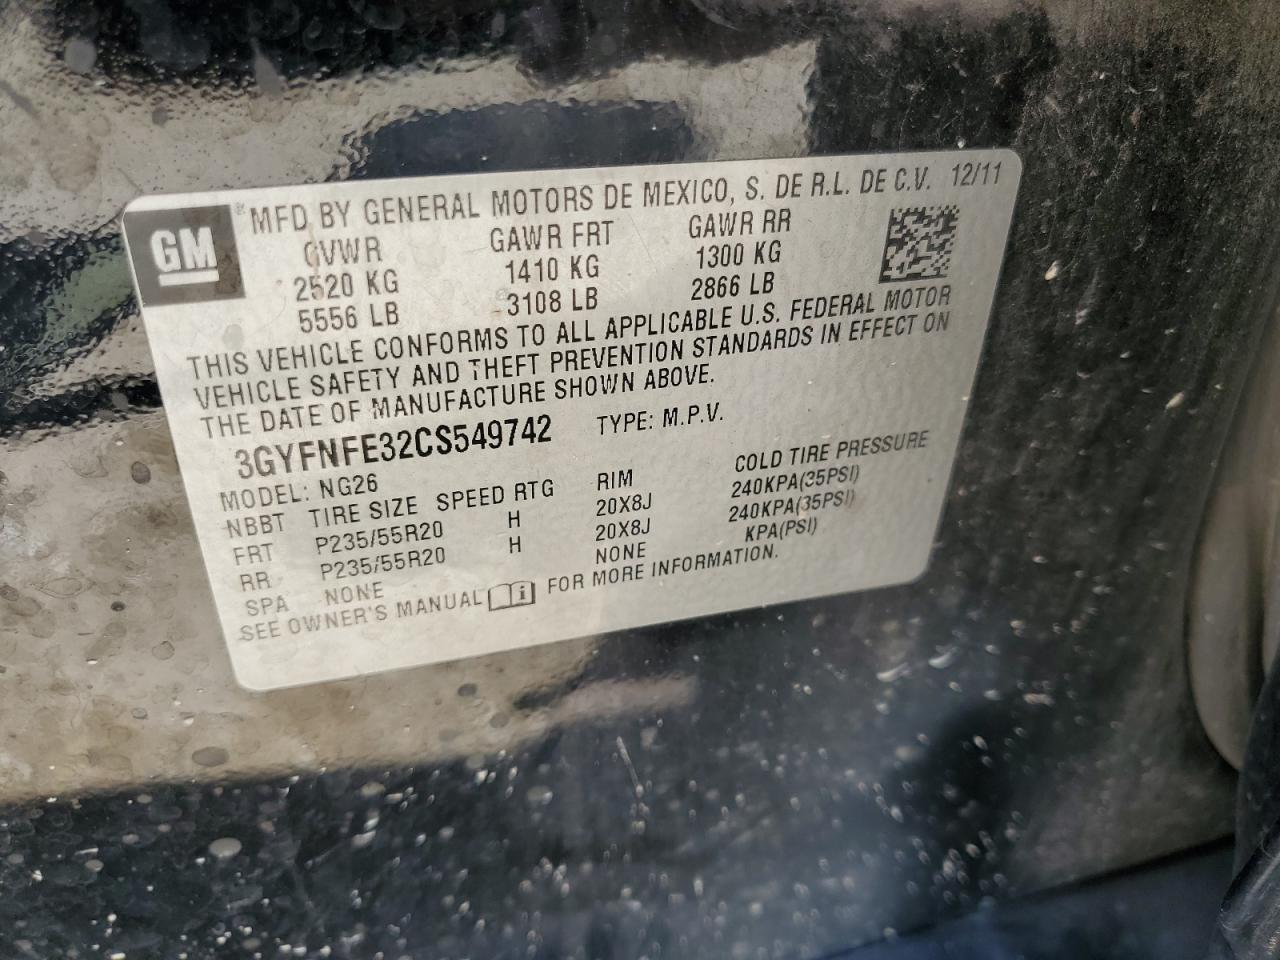 GM
MFD BY GENERAL MOTORS DE MEXICO, S. DE R.L. DE C.V. 12/11
GVWR GAWR FRT GAWR RR
2520 KG 1410 KG 1300 KG
5556 LB 3108 LB 2866 LB
THIS VEHICLE CONFORMS TO ALL APPLICABLE U.S. FEDERAL MOTOR
VEHICLE SAFETY AND THEFT PREVENTION STANDARDS IN EFFECT ON
THE DATE OF MANUFACTURE SHOWN ABOVE.
3GYFNFE32CS549742 TYPE: M.P.V.
MODEL: NG26
NBBT TIRE SIZE SPEED RTG RIM COLD TIRE PRESSURE
FRT P235/55R20 H 20X8J 240KPA(35PSI)
RR P235/55R20 H 20X8J 240KPA(35PSI)
SPA NONE NONE KPA(PSI)
SEE OWNER'S MANUAL i FOR MORE INFORMATION.